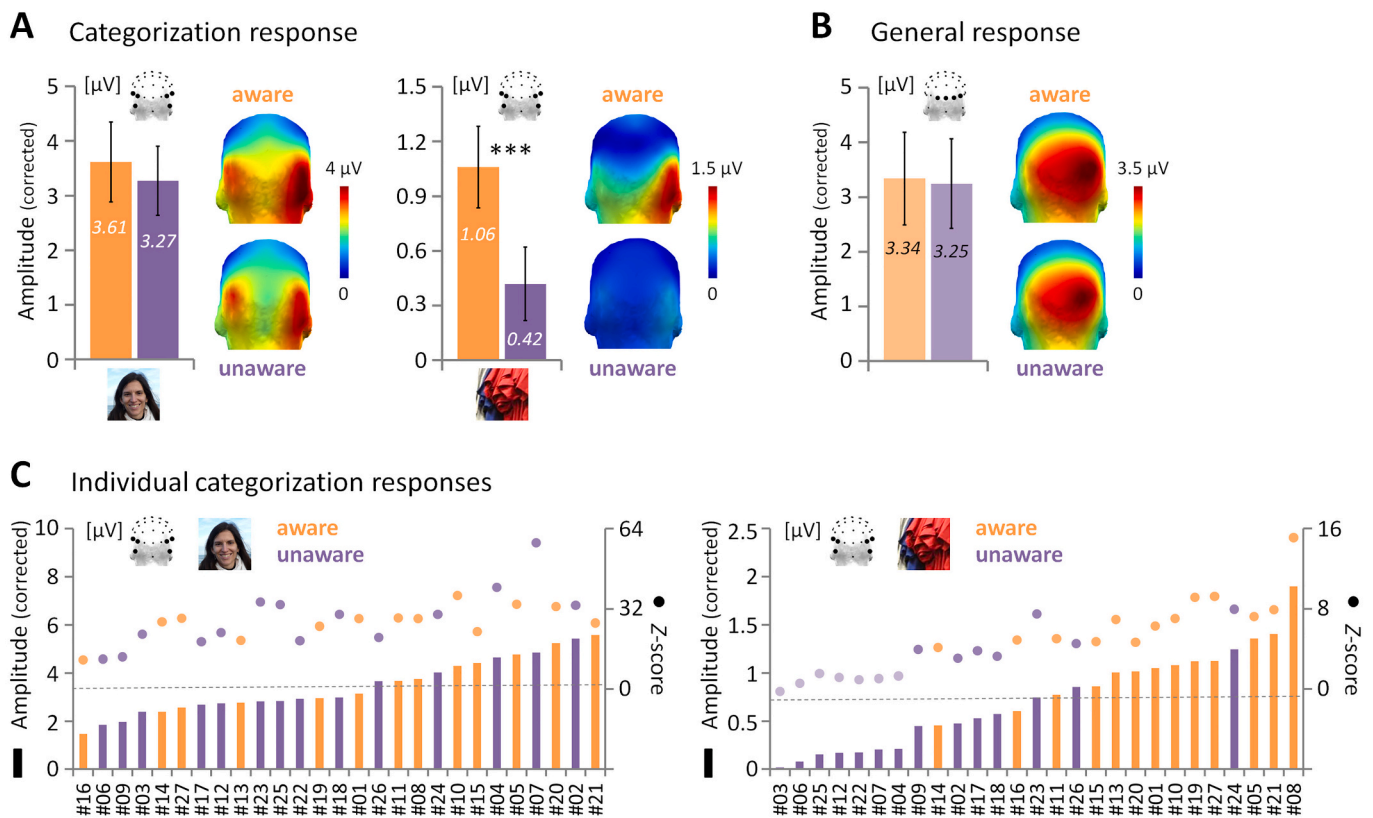 A Categorization response
B General response
[µV]
Amplitude (corrected)
5
4
3
2
1
0
3.61
3.27
aware
4 µV
0
unaware
[µV]
1.5
1.2
0.9
0.6
0.3
0
***
1.06
0.42
aware
1.5 µV
0
unaware
[µV]
Amplitude (corrected)
5
4
3
2
1
0
3.34
3.25
aware
3.5 µV
0
unaware
C Individual categorization responses
[µV]
aware
unaware
Amplitude (corrected)
10
8
6
4
2
0
64
32
0
Z-score
#16 #06 #09 #03 #14 #27 #17 #12 #13 #23 #25 #22 #19 #18 #01 #26 #11 #08 #24 #10 #15 #04 #05 #07 #20 #02 #21
[µV]
aware
unaware
Amplitude (corrected)
2.5
2
1.5
1
0.5
0
16
8
0
Z-score
#03 #06 #25 #12 #22 #07 #04 #09 #14 #02 #17 #18 #16 #23 #11 #26 #15 #13 #20 #01 #10 #19 #27 #24 #05 #21 #08